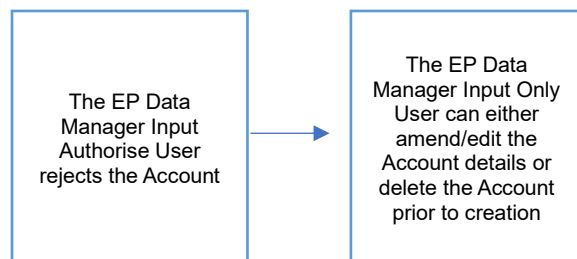 The EP Data
Manager Input
Authorise User
rejects the Account
The EP Data
Manager Input Only
User can either
amend/edit the
Account details or
delete the Account
prior to creation